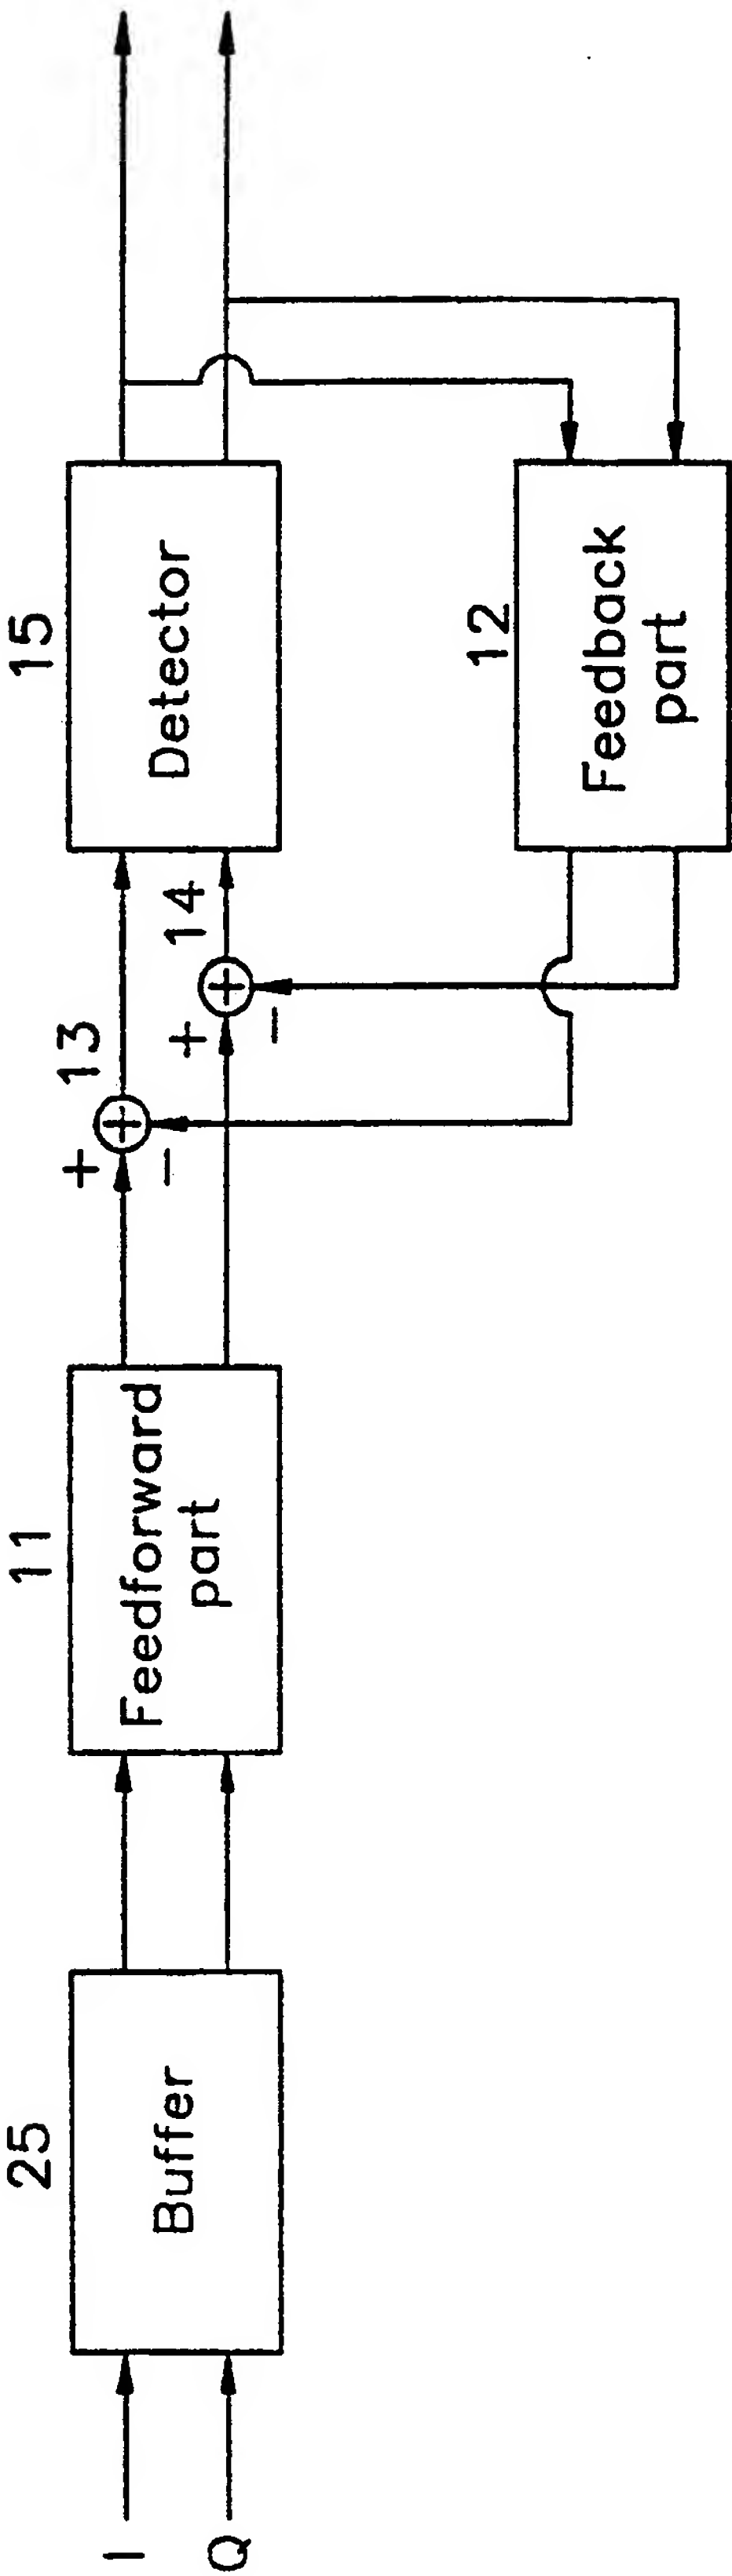 I
Q
25
Buffer
11
Feedforward
part
+
-
13
+
-
14
15
Detector
12
Feedback
part